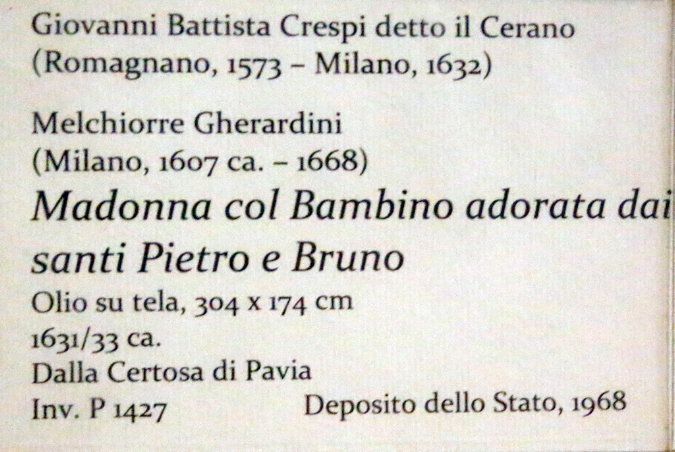 Giovanni Battista Crespi detto il Cerano
(Romagnano, 1573 – Milano, 1632)
Melchiorre Gherardini
(Milano, 1607 ca. – 1668)
Madonna col Bambino adorata dai
santi Pietro e Bruno
Olio su tela, 304 x 174 cm
1631/33 ca.
Dalla Certosa di Pavia
Inv. P 1427 Deposito dello Stato, 1968